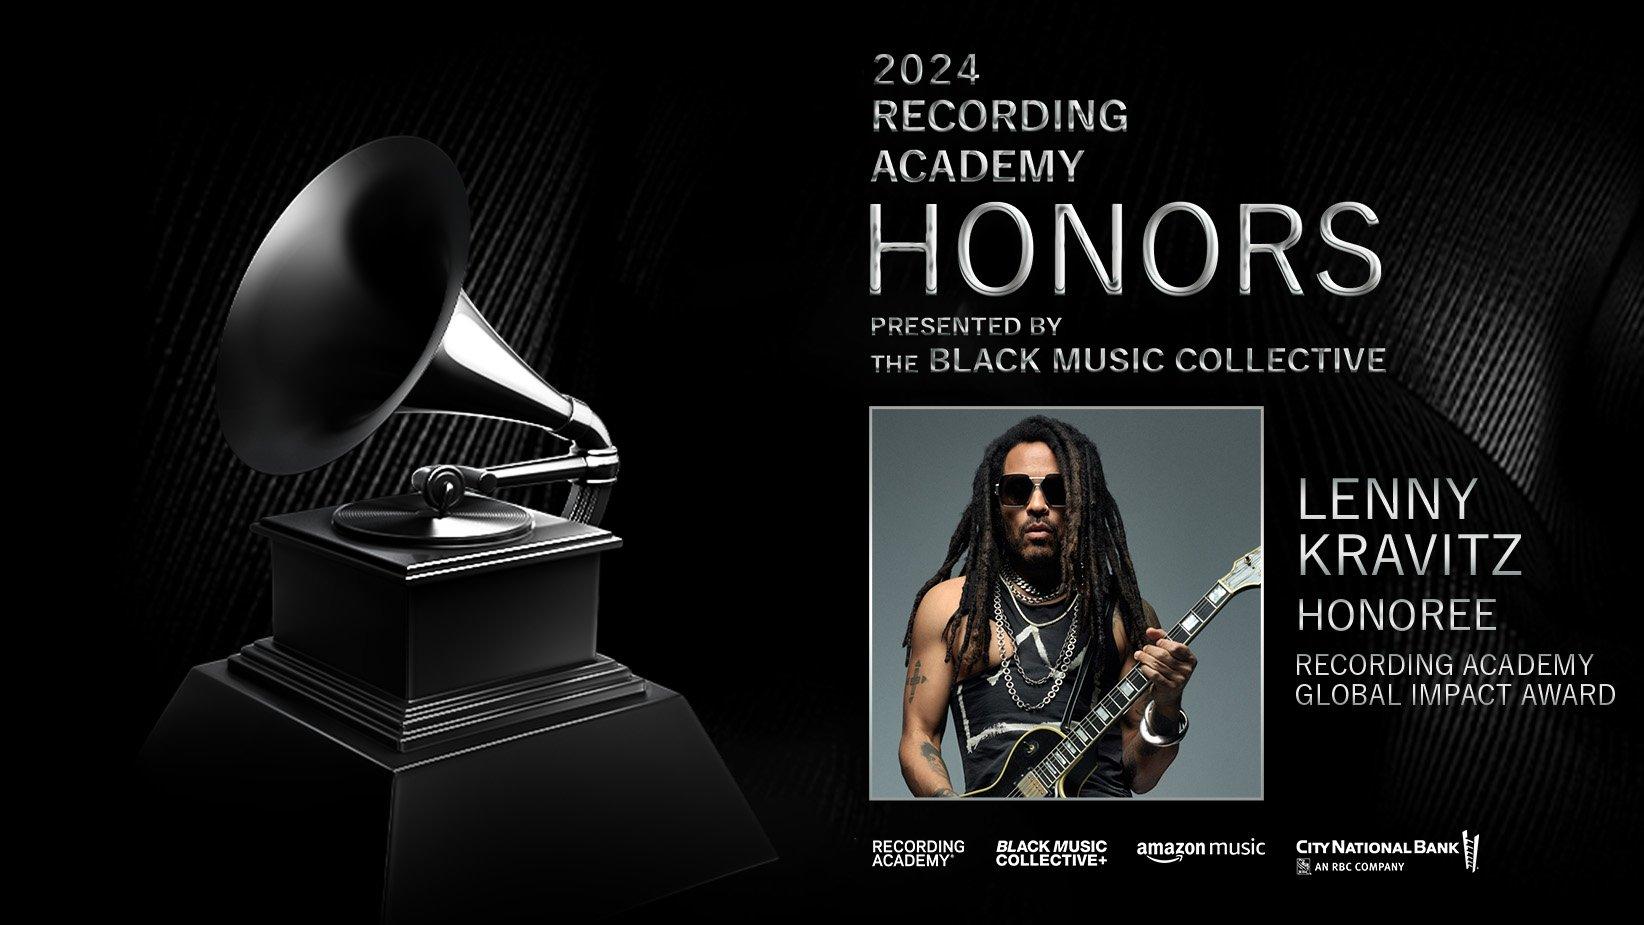 2024
RECORDING
ACADEMY
HONORS
PRESENTED BY
THE BLACK MUSIC COLLECTIVE
LENNY
KRAVITZ
HONOREE
RECORDING ACADEMY
GLOBAL IMPACT AWARD
RECORDING
ACADEMY®
BLACK MUSIC
COLLECTIVE+
amazon music
CITY NATIONAL BANK
AN RBC COMPANY